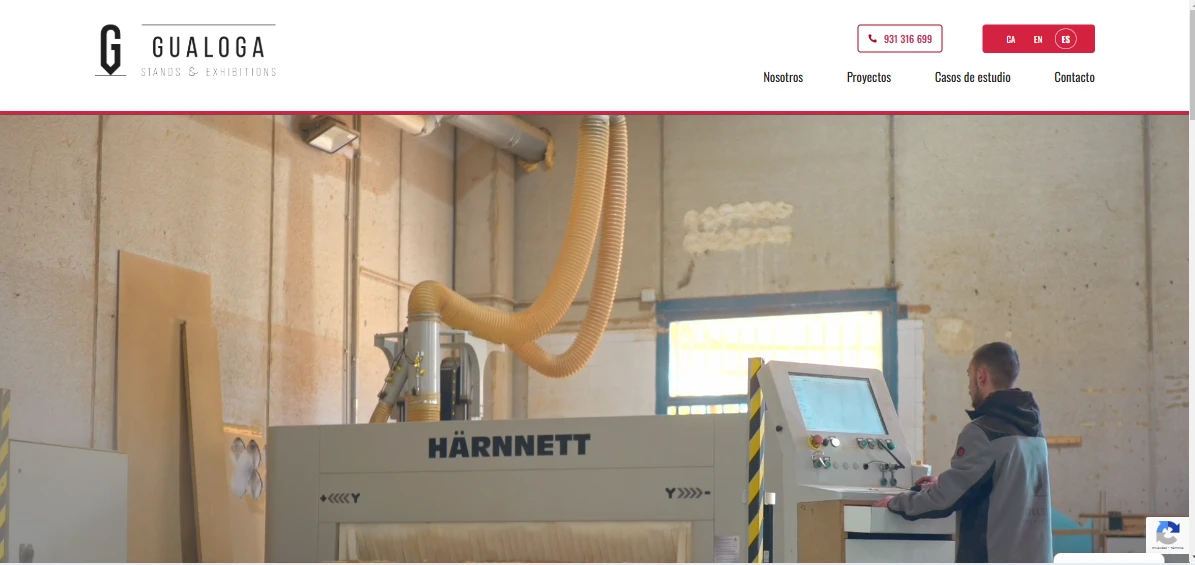 GUALOGA
STANDS & EXHIBITIONS
931 316 699
CA EN ES
Nosotros Proyectos Casos de estudio Contacto
HÄRNNETT
+ Y
Y -